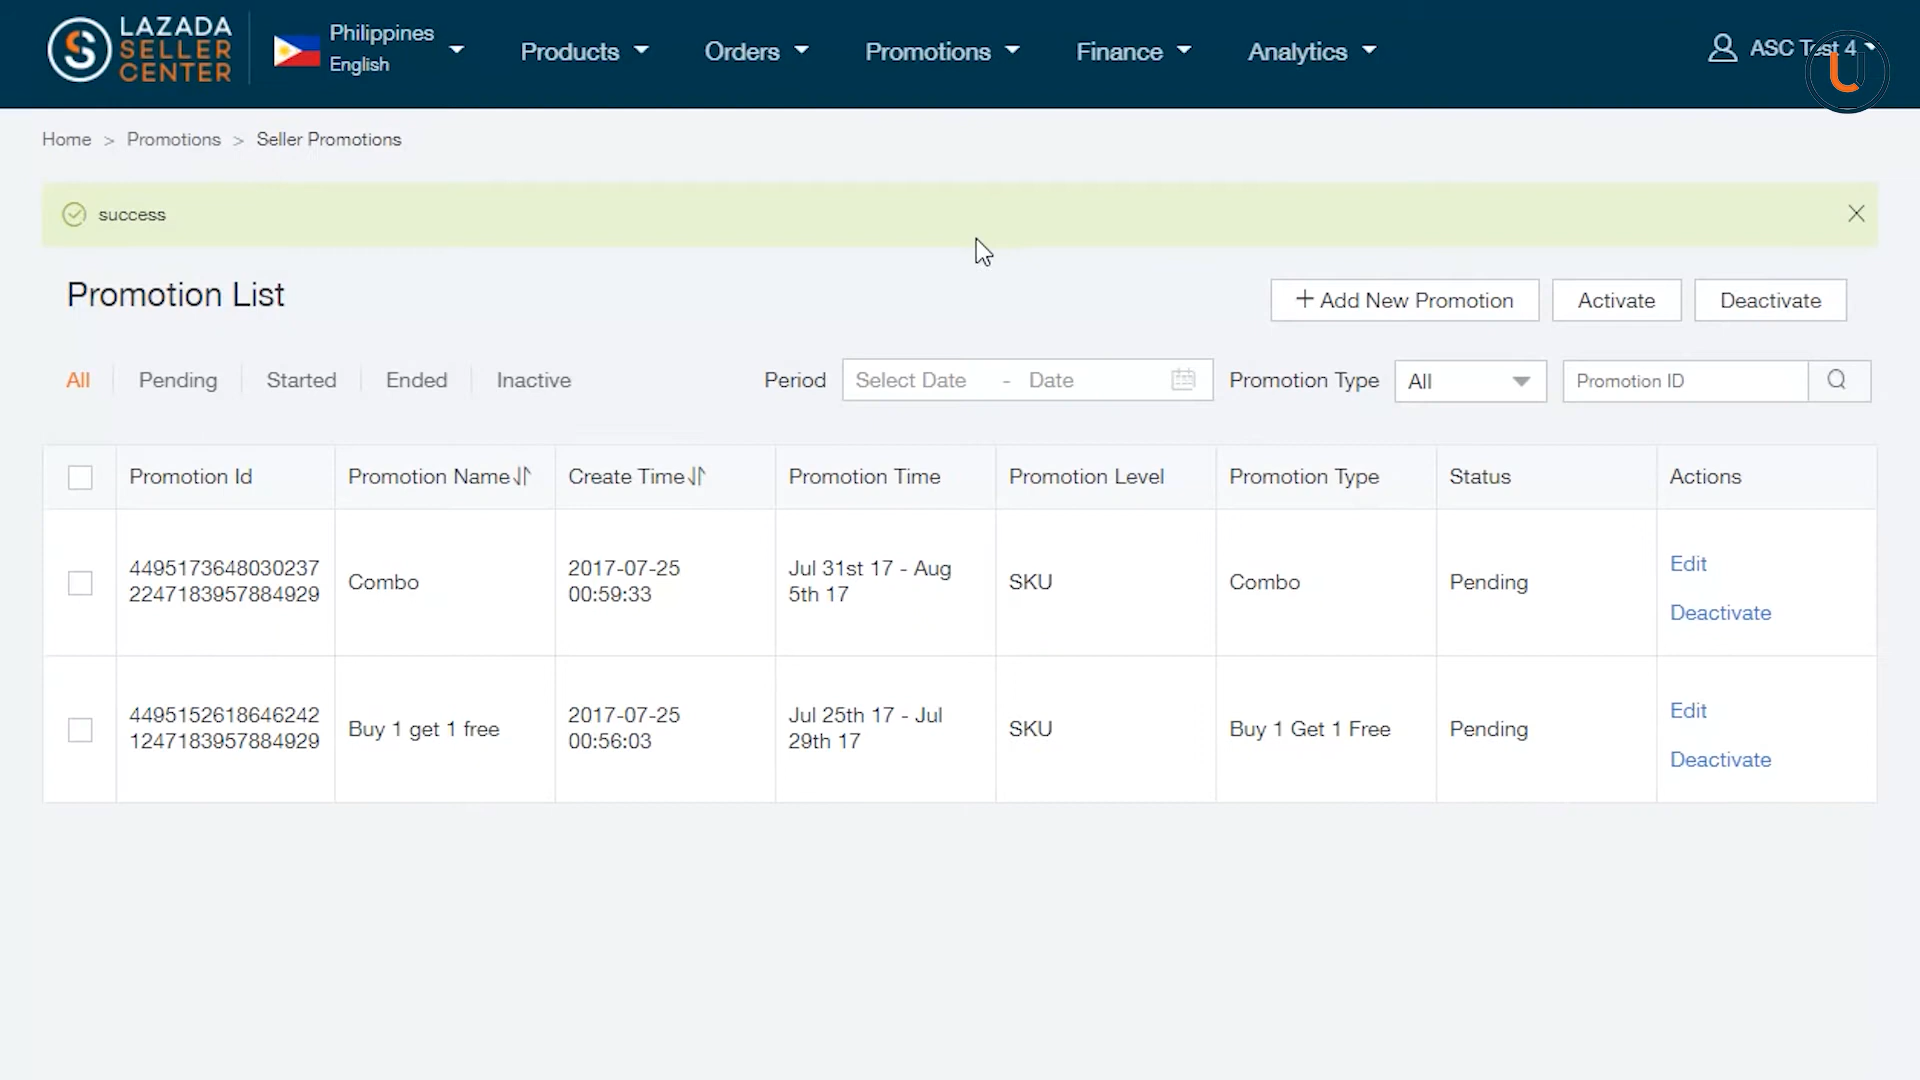 LAZADA
SELLER
CENTER
Philippines
English
Products
Orders
Promotions
Finance
Analytics
ASC Test 4
Home > Promotions > Seller Promotions
success
Promotion List
+ Add New Promotion
Activate
Deactivate
All
Pending
Started
Ended
Inactive
Period
Select Date - Date
Promotion Type
All
Promotion ID
Promotion Id
Promotion Name
Create Time
Promotion Time
Promotion Level
Promotion Type
Status
Actions
4495173648030237
2247183957884929
Combo
2017-07-25
00:59:33
Jul 31st 17 - Aug
5th 17
SKU
Combo
Pending
Edit
Deactivate
4495152618646242
1247183957884929
Buy 1 get 1 free
2017-07-25
00:56:03
Jul 25th 17 - Jul
29th 17
SKU
Buy 1 Get 1 Free
Pending
Edit
Deactivate